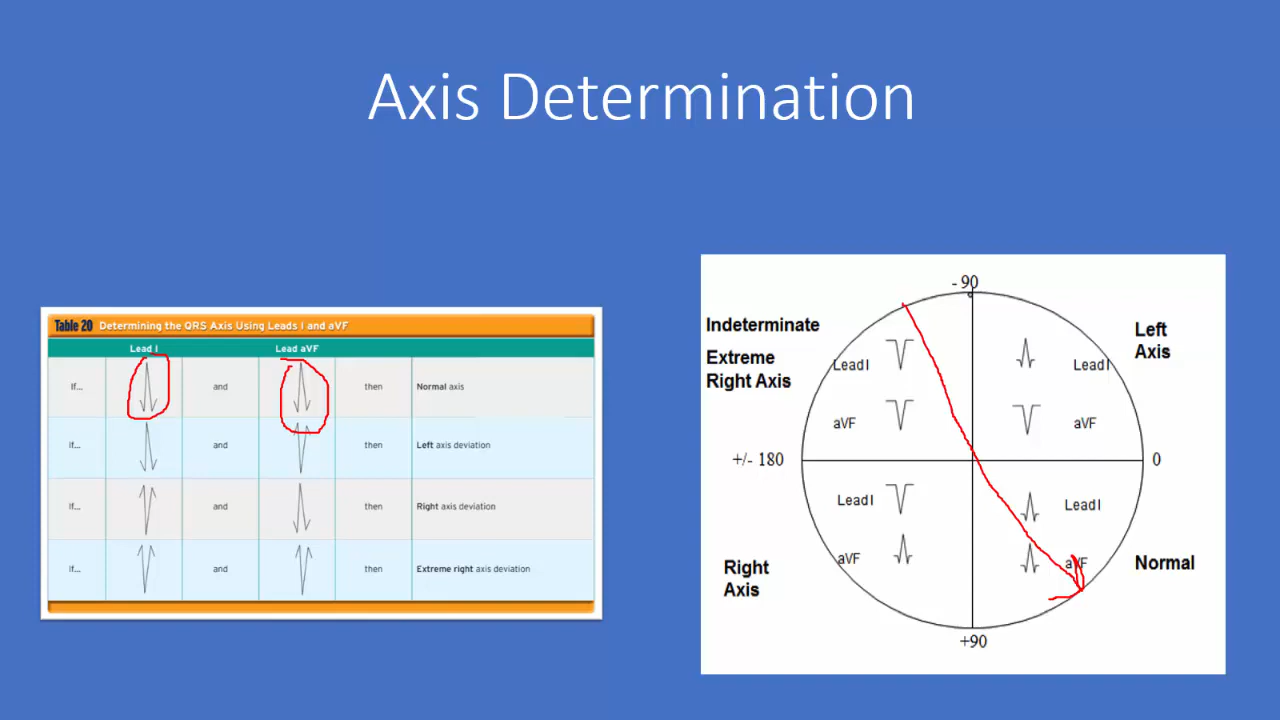 Axis Determination
Table 20 Determining the QRS Axis Using Leads I and aVF
Lead I Lead aVF
If... and then Normal axis
If... and then Left axis deviation
If... and then Right axis deviation
If... and then Extreme right axis deviation
- 90
Indeterminate
Extreme
Right Axis
Left
Axis
Lead I Lead I
aVF aVF
+/- 180 0
Lead I Lead I
aVF aVF
Right
Axis
Normal
+90